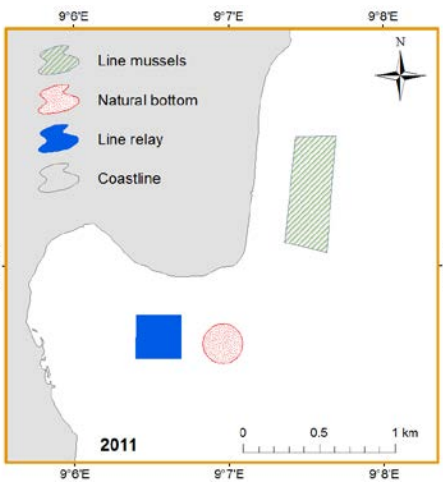 9°6'E 9°7'E 9°8'E
N
Line mussels
Natural bottom
Line relay
Coastline
2011
0 0.5 1 km
9°6'E 9°7'E 9°8'E